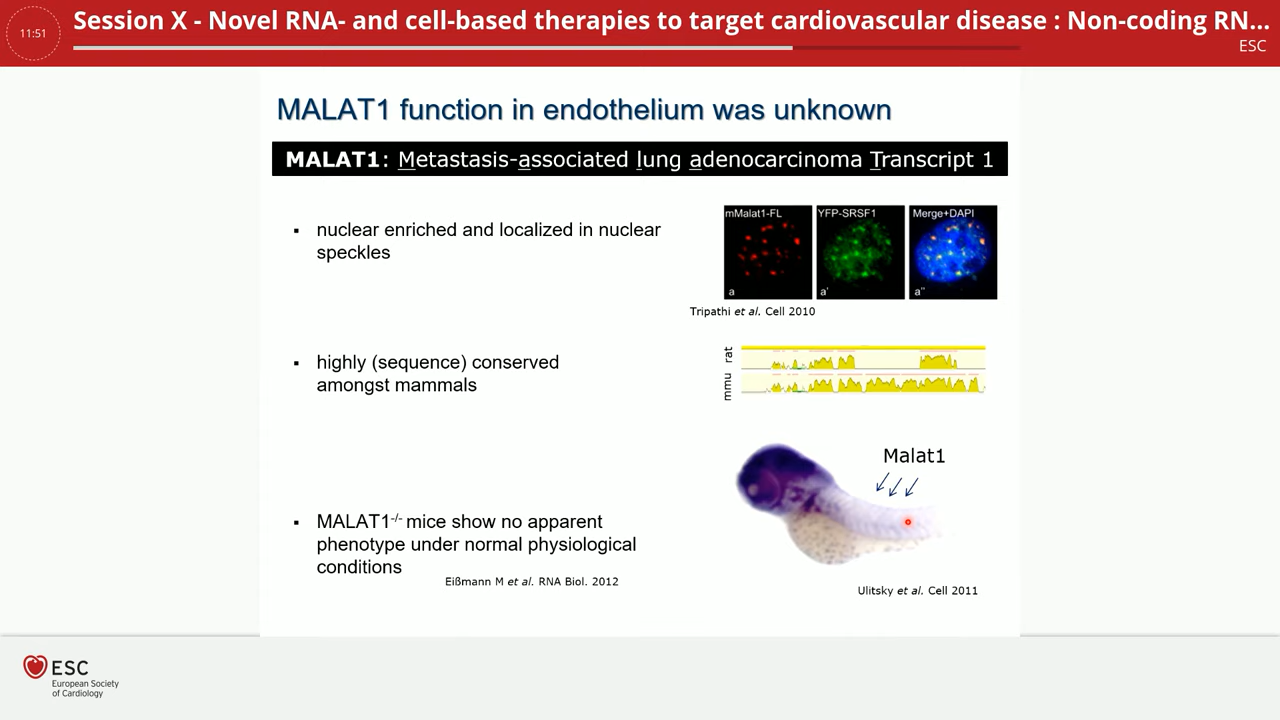 11:51
Session X - Novel RNA- and cell-based therapies to target cardiovascular disease : Non-coding RN...
ESC
MALAT1 function in endothelium was unknown
MALAT1: Metastasis-associated lung adenocarcinoma Transcript 1
▪ nuclear enriched and localized in nuclear
speckles
mMalat1-FL YFP-SRSF1 Merge+DAPI
a a' a''
Tripathi et al. Cell 2010
▪ highly (sequence) conserved
amongst mammals
rat
mmu
Malat1
▪ MALAT1-/- mice show no apparent
phenotype under normal physiological
conditions
Eißmann M et al. RNA Biol. 2012
Ulitsky et al. Cell 2011
ESC
European Society
of Cardiology